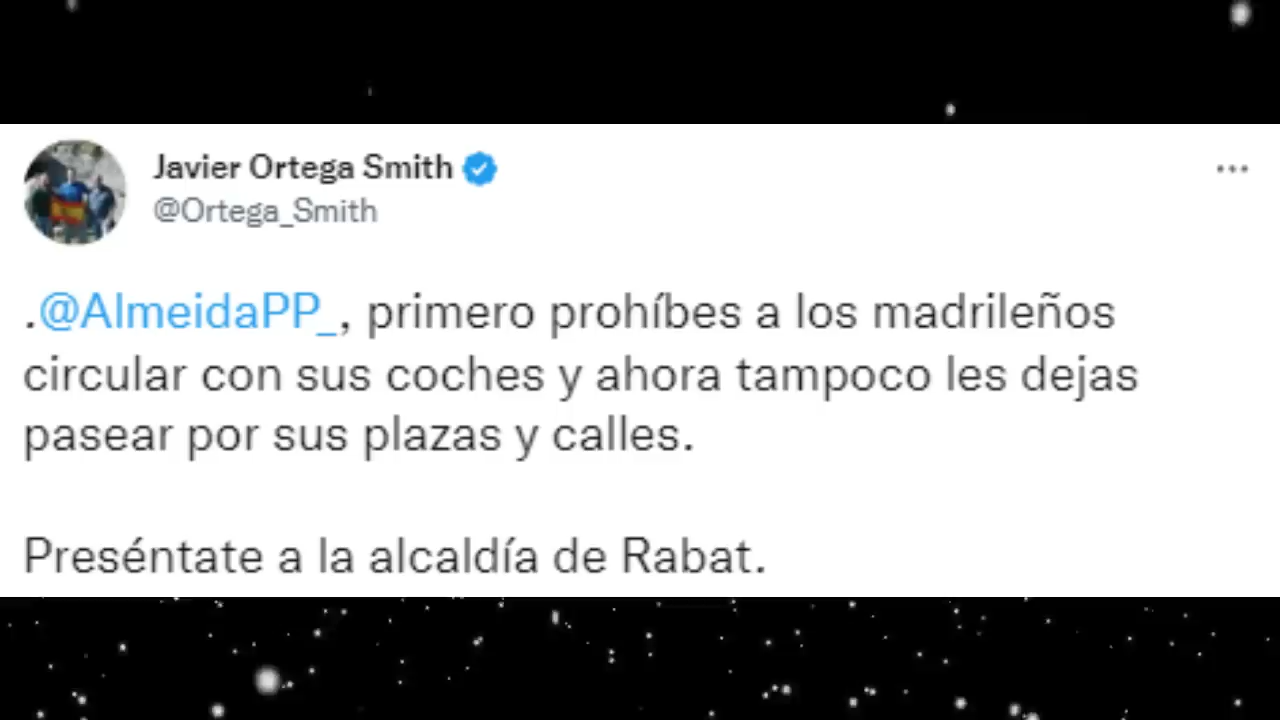 Javier Ortega Smith
@Ortega_Smith
.@AlmeidaPP_, primero prohíbes a los madrileños
circular con sus coches y ahora tampoco les dejas
pasear por sus plazas y calles.
Preséntate a la alcaldía de Rabat.